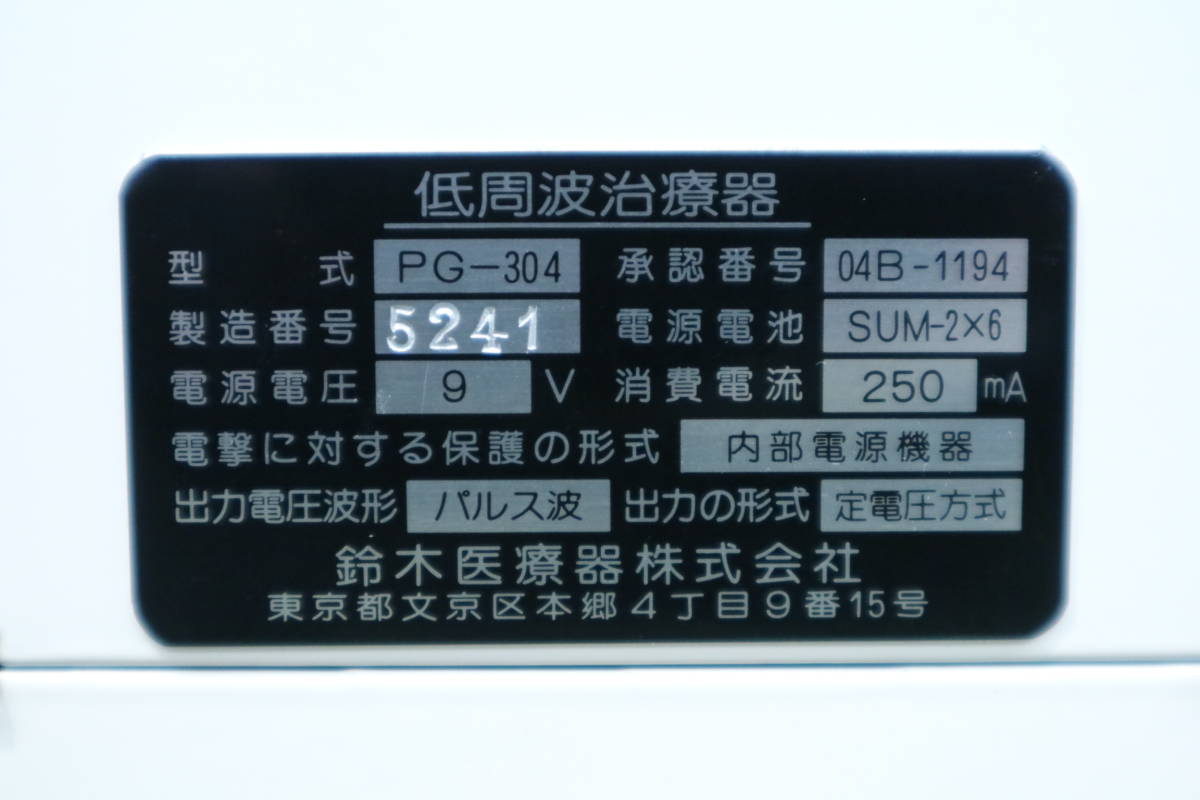 低周波治療器
型 式 PG-304 承認番号 04B-1194
製造番号 5241 電源電池 SUM-2×6
電源電圧 9 V 消費電流 250 mA
電撃に対する保護の形式 内部電源機器
出力電圧波形 パルス波 出力の形式 定電圧方式
鈴木医療器株式会社
東京都文京区本郷4丁目9番15号